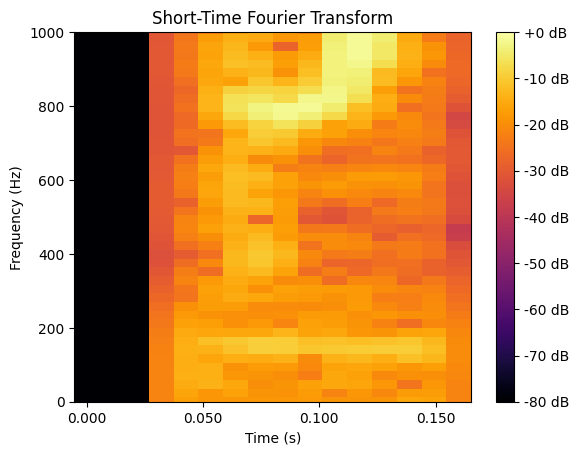 Short-Time Fourier Transform
1000
800
600
400
200
0
Frequency (Hz)
0.000
0.050
0.100
0.150
Time (s)
+0 dB
-10 dB
-20 dB
-30 dB
-40 dB
-50 dB
-60 dB
-70 dB
-80 dB